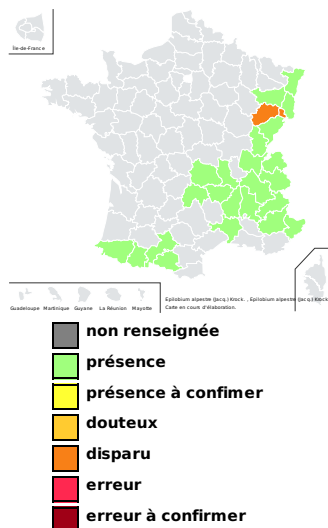 Île-de-France
Guadeloupe Martinique Guyane La Réunion Mayotte
Epilobium alpestre (Jacq.) Krock. , Epilobium alpestre (Jacq.) Krock
Carte en cours d'élaboration.
non renseignée
présence
présence à confimer
douteux
disparu
erreur
erreur à confirmer